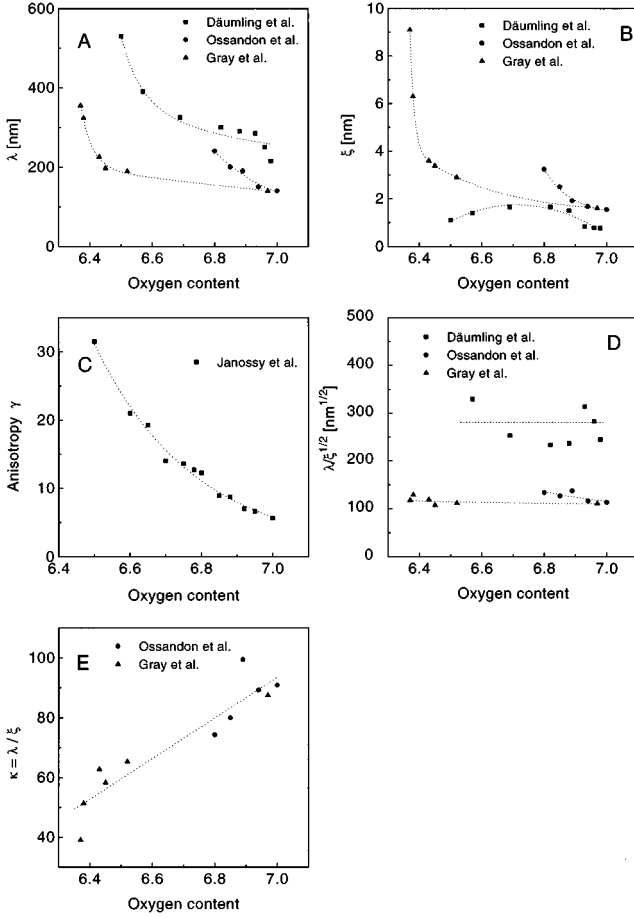 A
Däumling et al.
Ossandon et al.
Gray et al.
λ [nm]
600
400
200
0
6.4
6.6
6.8
7.0
Oxygen content
B
Däumling et al.
Ossandon et al.
Gray et al.
ξ [nm]
10
8
6
4
2
0
6.4
6.6
6.8
7.0
Oxygen content
C
Janossy et al.
Anisotropy γ
30
20
10
0
6.4
6.6
6.8
7.0
Oxygen content
D
Däumling et al.
Ossandon et al.
Gray et al.
λ/ξ^1/2 [nm^1/2]
500
400
300
200
100
0
6.4
6.6
6.8
7.0
Oxygen content
E
Ossandon et al.
Gray et al.
κ = λ / ξ
100
80
60
40
6.4
6.6
6.8
7.0
Oxygen content